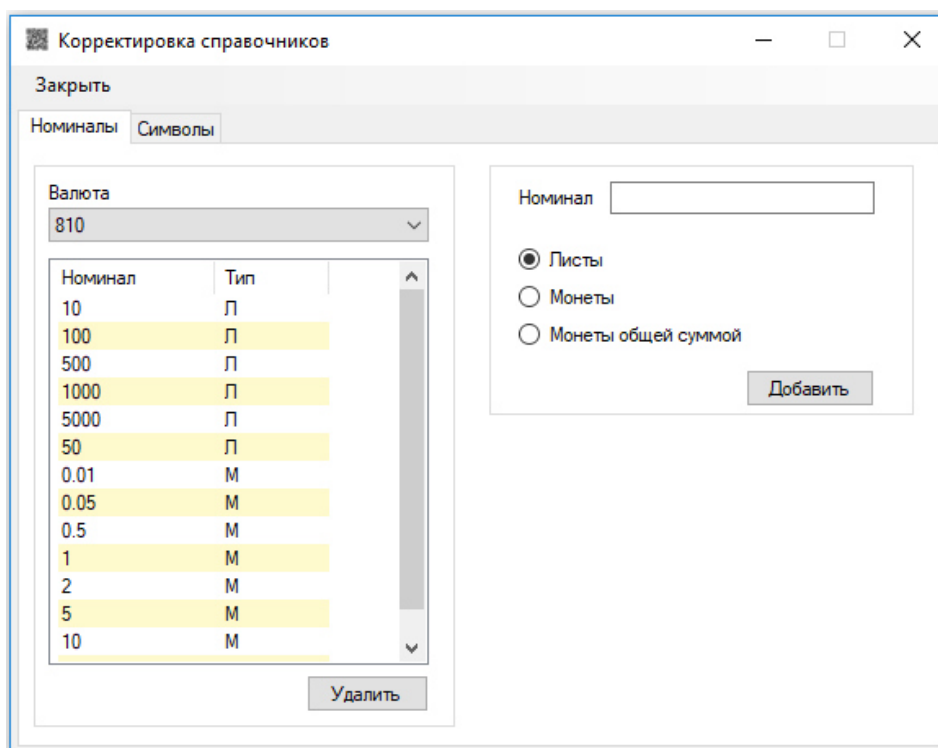 Корректировка справочников
Закрыть
Номиналы Символы
Валюта
810
Номинал Тип
10 Л
100 Л
500 Л
1000 Л
5000 Л
50 Л
0.01 М
0.05 М
0.5 М
1 М
2 М
5 М
10 М
Удалить
Номинал
Листы
Монеты
Монеты общей суммой
Добавить